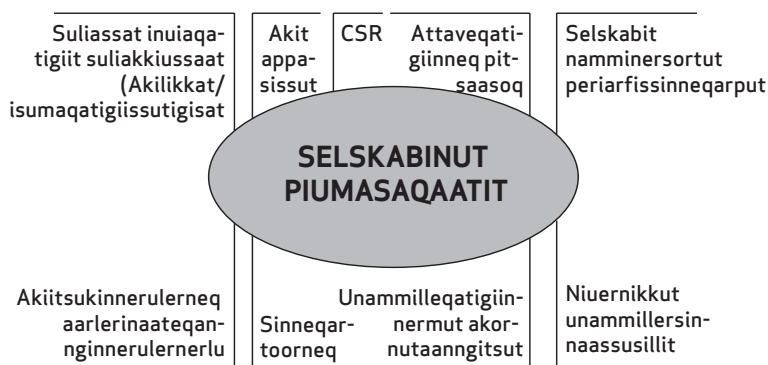 Suliassat inuiaqa-
tigiit suliakkiussaat
(Akilikkat/
isumaqatigiissutigisat
Akit
appa-
sissut
CSR
Attaveqati-
giinneq pit-
saasoq
Selskabit
namminersortut
periarfissinneqarput
SELSKABINUT
PIUMASAQAATIT
Akiitsukinnerulerneq
aarlerinaateqan-
nginnerulernerlu
Sinneqar-
toorneq
Unammilleqatigiin-
nermut akor-
nutaanngitsut
Niuernikkut
unammillersin-
naassusillit